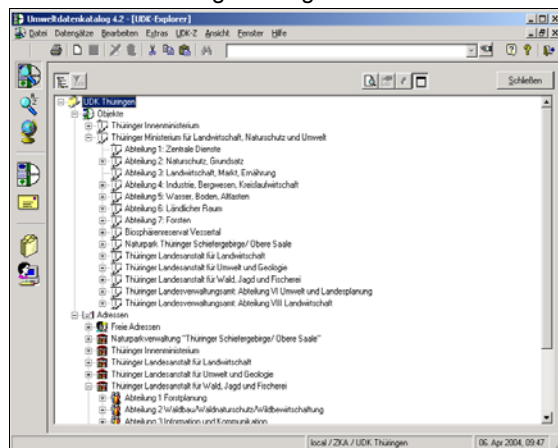 Umweltdatenkatalog 4.2 - [UDK-Explorer]
Datei Datensätze Bearbeiten Extras UDK-Z Ansicht Fenster Hilfe
Schließen
UDK Thüringen
Objekte
Thüringer Innenministerium
Thüringer Ministerium für Landwirtschaft, Naturschutz und Umwelt
Abteilung 1: Zentrale Dienste
Abteilung 2: Naturschutz, Grundsatz
Abteilung 3: Landwirtschaft, Markt, Ernährung
Abteilung 4: Industrie, Bergwesen, Kreislaufwirtschaft
Abteilung 5: Wasser, Boden, Altlasten
Abteilung 6: Ländlicher Raum
Abteilung 7: Forsten
Biosphärenreservat Vessertal
Naturpark Thüringer Schiefergebirge/ Obere Saale
Thüringer Landesanstalt für Landwirtschaft
Thüringer Landesanstalt für Umwelt und Geologie
Thüringer Landesanstalt für Wald, Jagd und Fischerei
Thüringer Landesverwaltungsamt: Abteilung VI Umwelt und Landesplanung
Thüringer Landesverwaltungsamt: Abteilung VIII Landwirtschaft
Adressen
Freie Adressen
Naturparkverwaltung "Thüringer Schiefergebirge/ Obere Saale"
Thüringer Innenministerium
Thüringer Landesanstalt für Landwirtschaft
Thüringer Landesanstalt für Umwelt und Geologie
Thüringer Landesanstalt für Wald, Jagd und Fischerei
Abteilung 1 Forstplanung
Abteilung 2 Waldbau/Waldnaturschutz/Wildbewirtschaftung
Abteilung 3 Information und Kommunikation
local / ZKA / UDK Thüringen 06. Apr 2004, 09:47